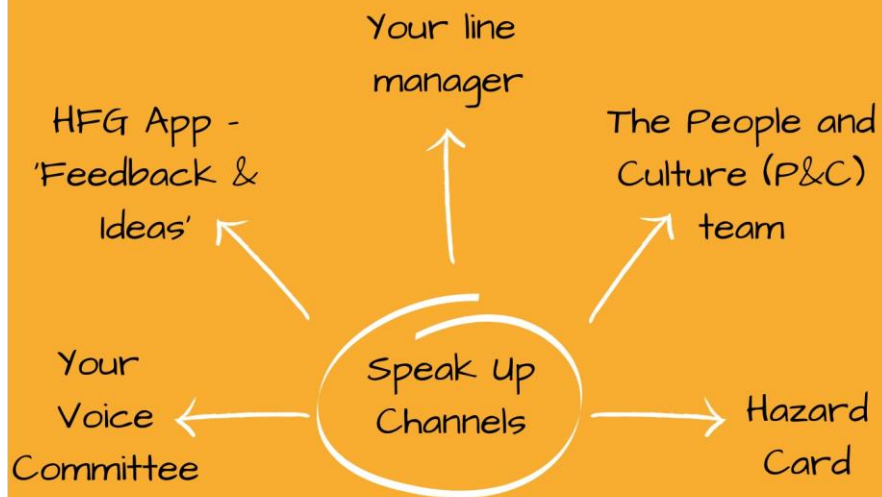 Your line
manager
HFG App -
'Feedback &
Ideas'
The People and
Culture (P&C)
team
Your
Voice
Committee
Speak Up
Channels
Hazard
Card